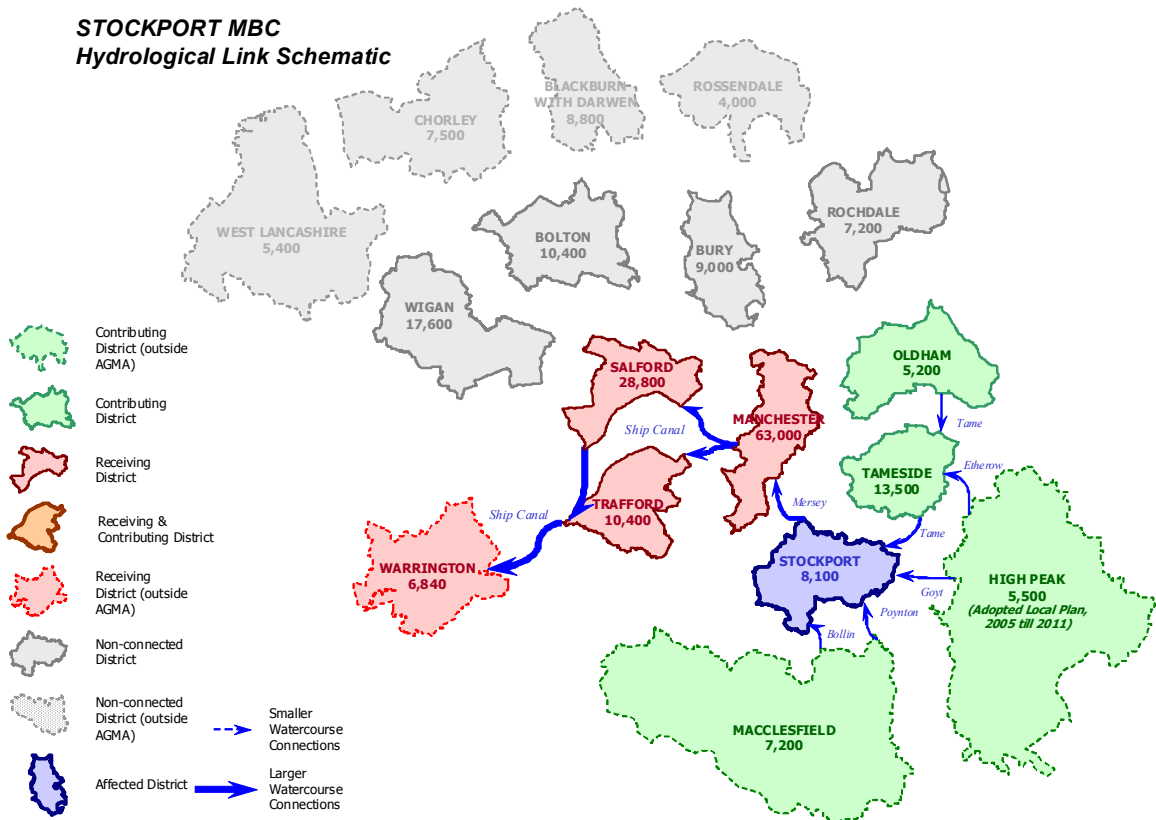 STOCKPORT MBC
Hydrological Link Schematic
BLACKBURN
WITH DARWEN
8,800
ROSSENDALE
4,000
CHORLEY
7,500
WEST LANCASHIRE
5,400
BOLTON
10,400
BURY
9,000
ROCHDALE
7,200
WIGAN
17,600
SALFORD
28,800
MANCHESTER
63,000
OLDHAM
5,200
Tame
Ship Canal
TAMESIDE
13,500
Etherow
TRAFFORD
10,400
Mersey
Tame
Ship Canal
WARRINGTON
6,840
STOCKPORT
8,100
Goyt
HIGH PEAK
5,500
(Adopted Local Plan,
2005 till 2011)
Poynton
Bollin
MACCLESFIELD
7,200
Contributing
District (outside
AGMA)
Contributing
District
Receiving
District
Receiving &
Contributing District
Receiving
District (outside
AGMA)
Non-connected
District
Non-connected
District (outside
AGMA)
Affected District
Smaller
Watercourse
Connections
Larger
Watercourse
Connections